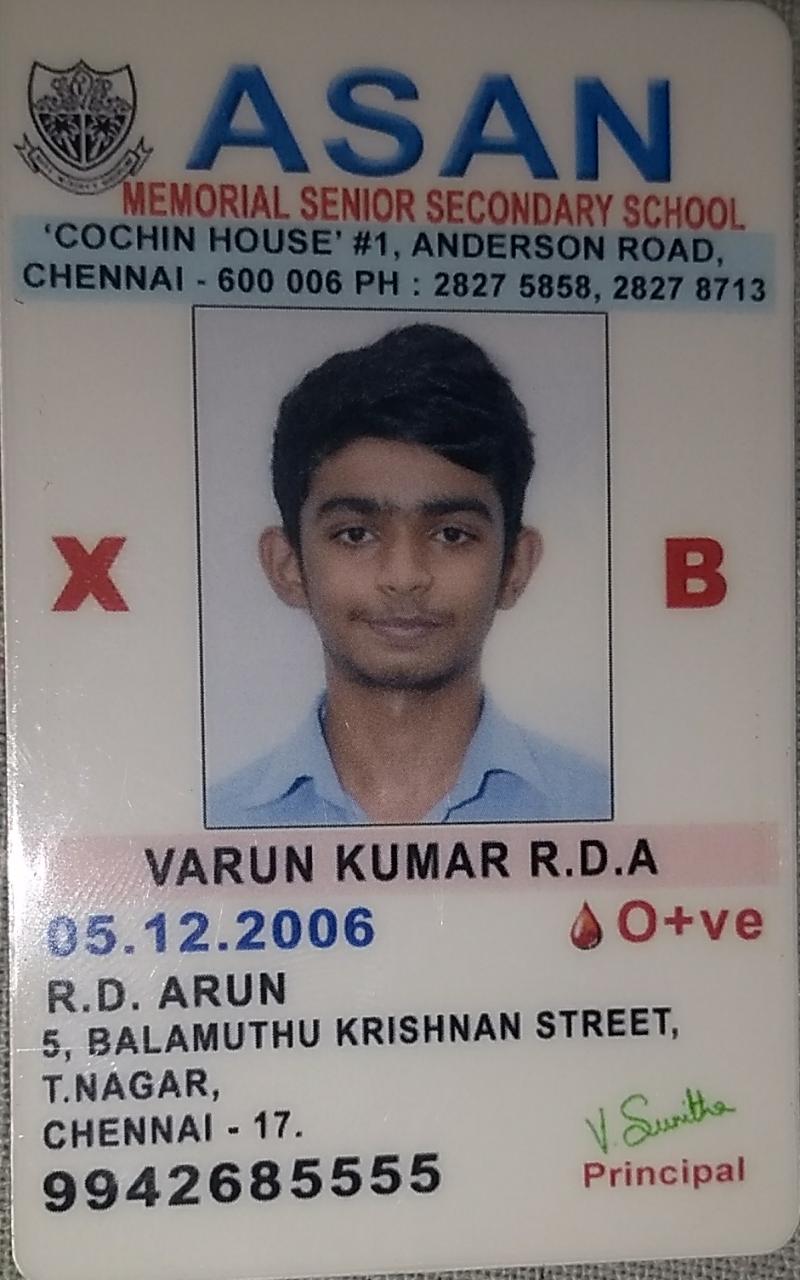 ASAN
MEMORIAL SENIOR SECONDARY SCHOOL
'COCHIN HOUSE' #1, ANDERSON ROAD,
CHENNAI - 600 006 PH : 2827 5858, 2827 8713
X B
VARUN KUMAR R.D.A
05.12.2006 O+ve
R.D. ARUN
5, BALAMUTHU KRISHNAN STREET,
T.NAGAR,
CHENNAI - 17.
9942685555
V. Sunitha
Principal